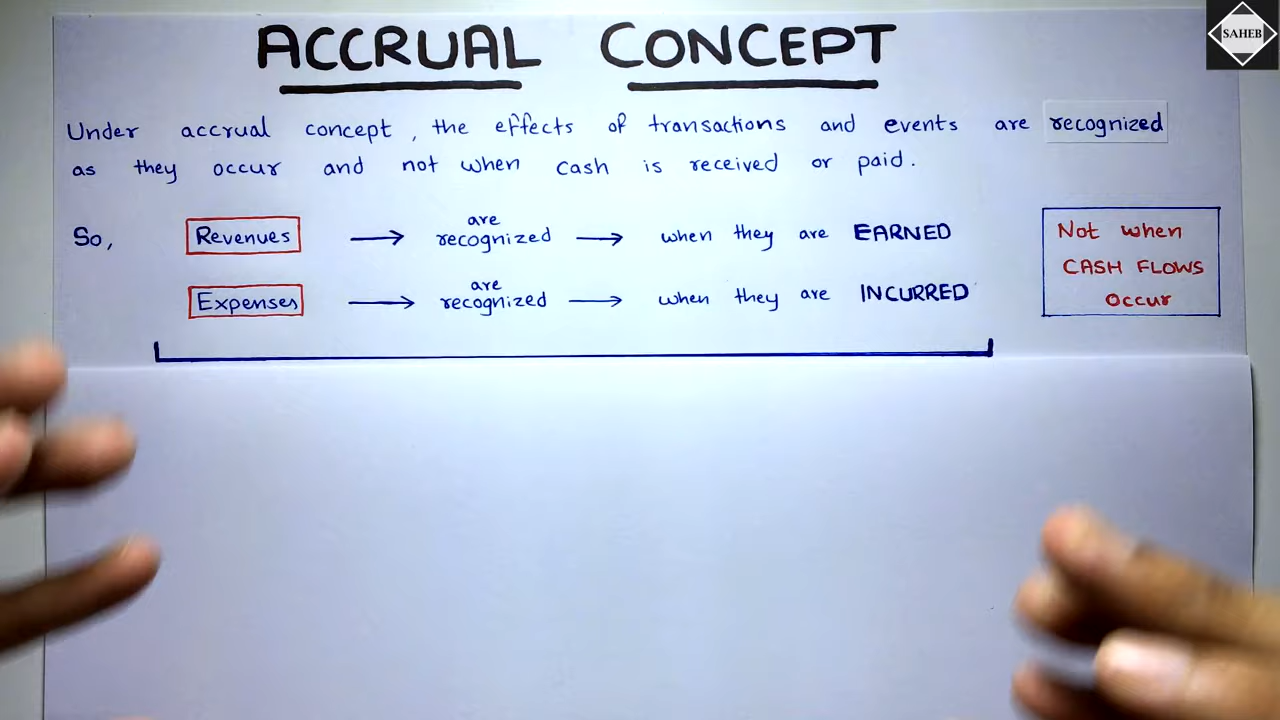 SAHEB
ACCRUAL CONCEPT
Under accrual concept, the effects of transactions and events are recognized
as they occur and not when cash is received or paid.
So, Revenues → are recognized → when they are EARNED
Expenses → are recognized → when they are INCURRED
Not when
CASH FLOWS
Occur